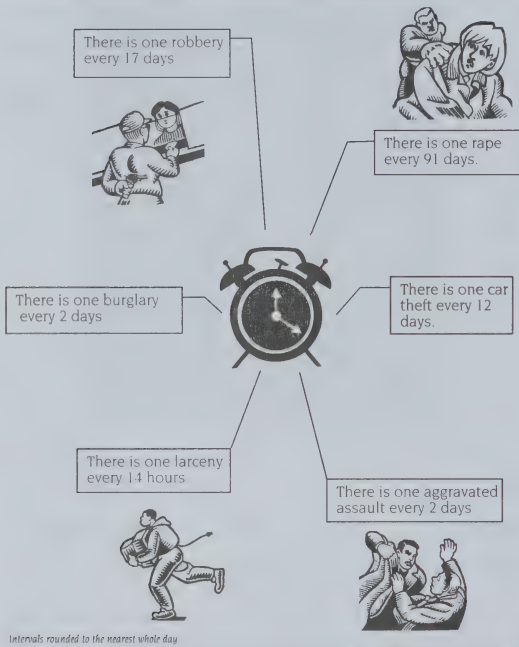 There is one robbery
every 17 days
There is one rape
every 91 days.
There is one burglary
every 2 days
There is one car
theft every 12
days.
There is one larceny
every 14 hours
There is one aggravated
assault every 2 days
Intervals rounded to the nearest whole day